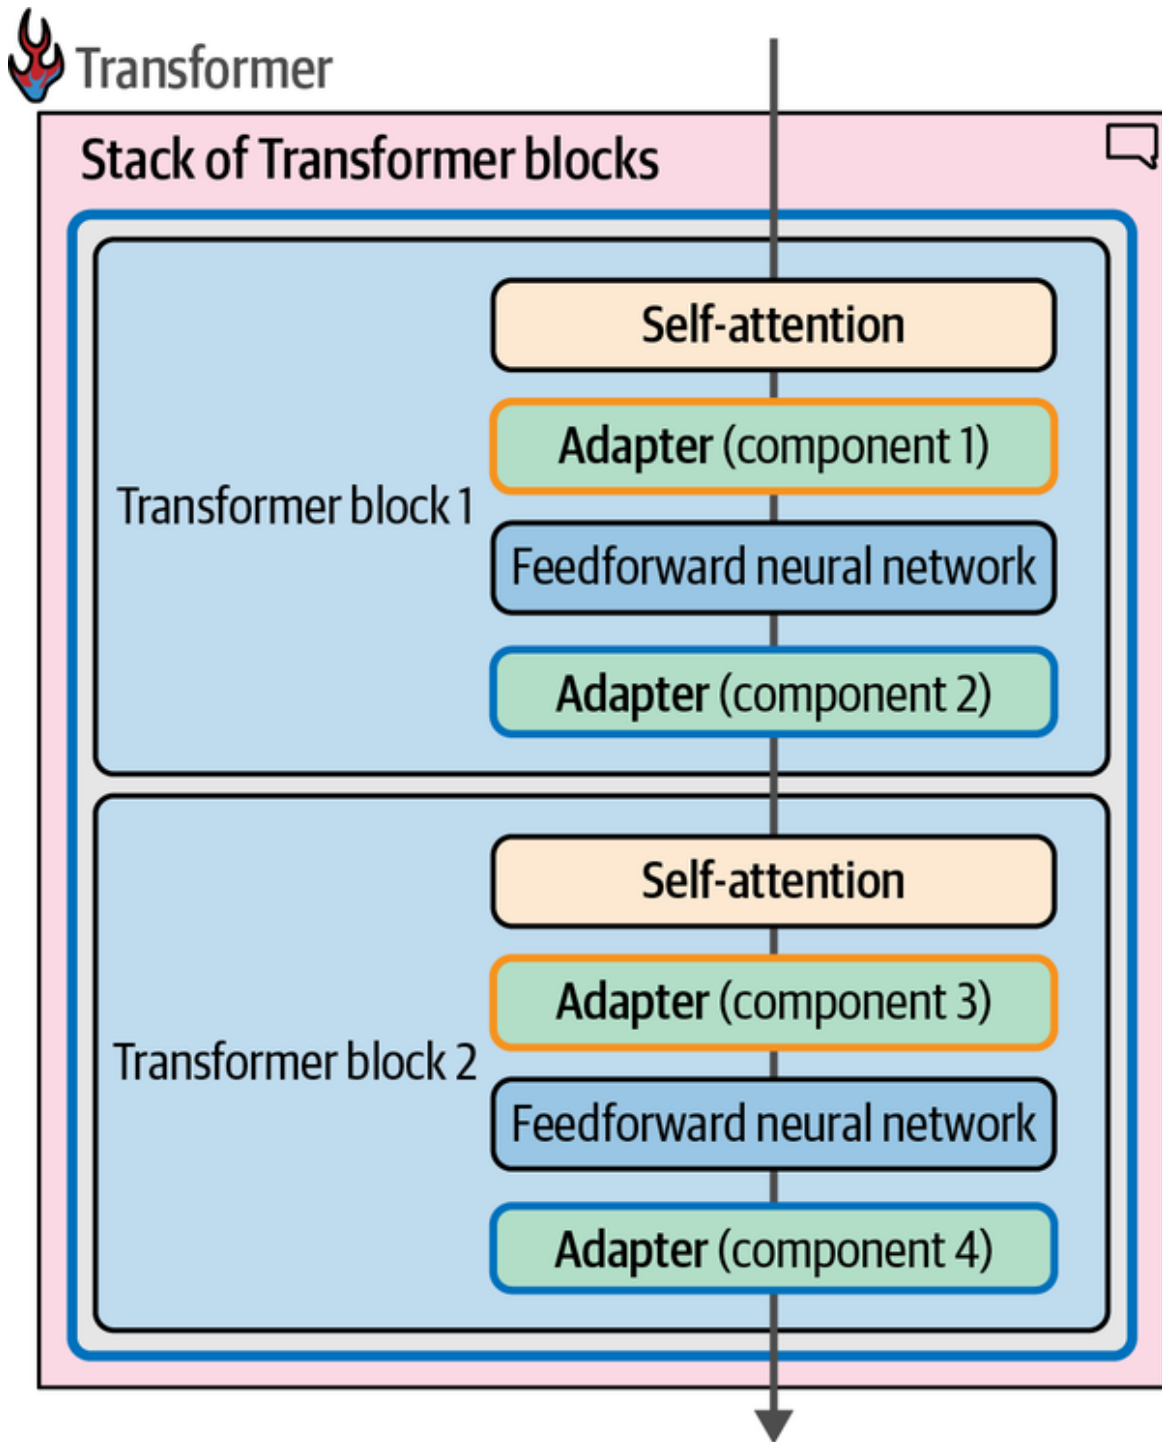 Transformer
Stack of Transformer blocks
Transformer block 1
Self-attention
Adapter (component 1)
Feedforward neural network
Adapter (component 2)
Transformer block 2
Self-attention
Adapter (component 3)
Feedforward neural network
Adapter (component 4)